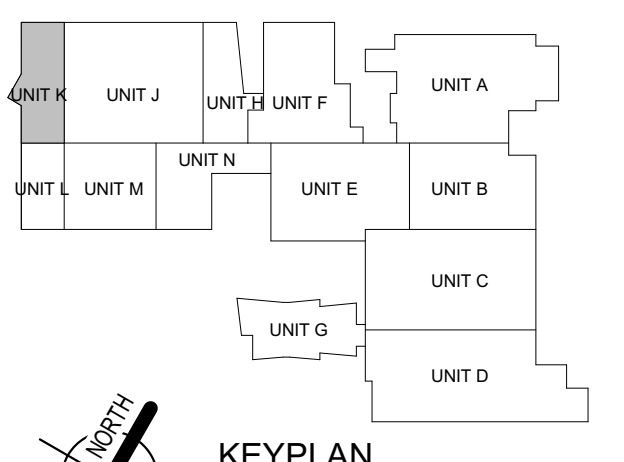 UNIT A
UNIT K
UNIT J
UNIT H
UNIT F
UNIT N
UNIT L
UNIT M
UNIT E
UNIT B
UNIT C
UNIT G
UNIT D
NORTH
KEYPLAN